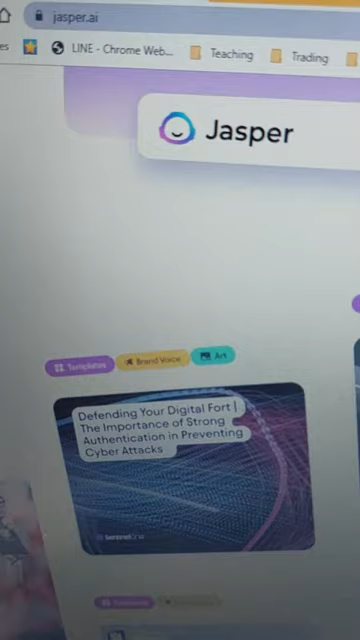 jasper.ai
es
LINE - Chrome Web...
Teaching
Trading
Jasper
Templates
Brand Voice
Art
Defending Your Digital Fort |
The Importance of Strong
Authentication in Preventing
Cyber Attacks